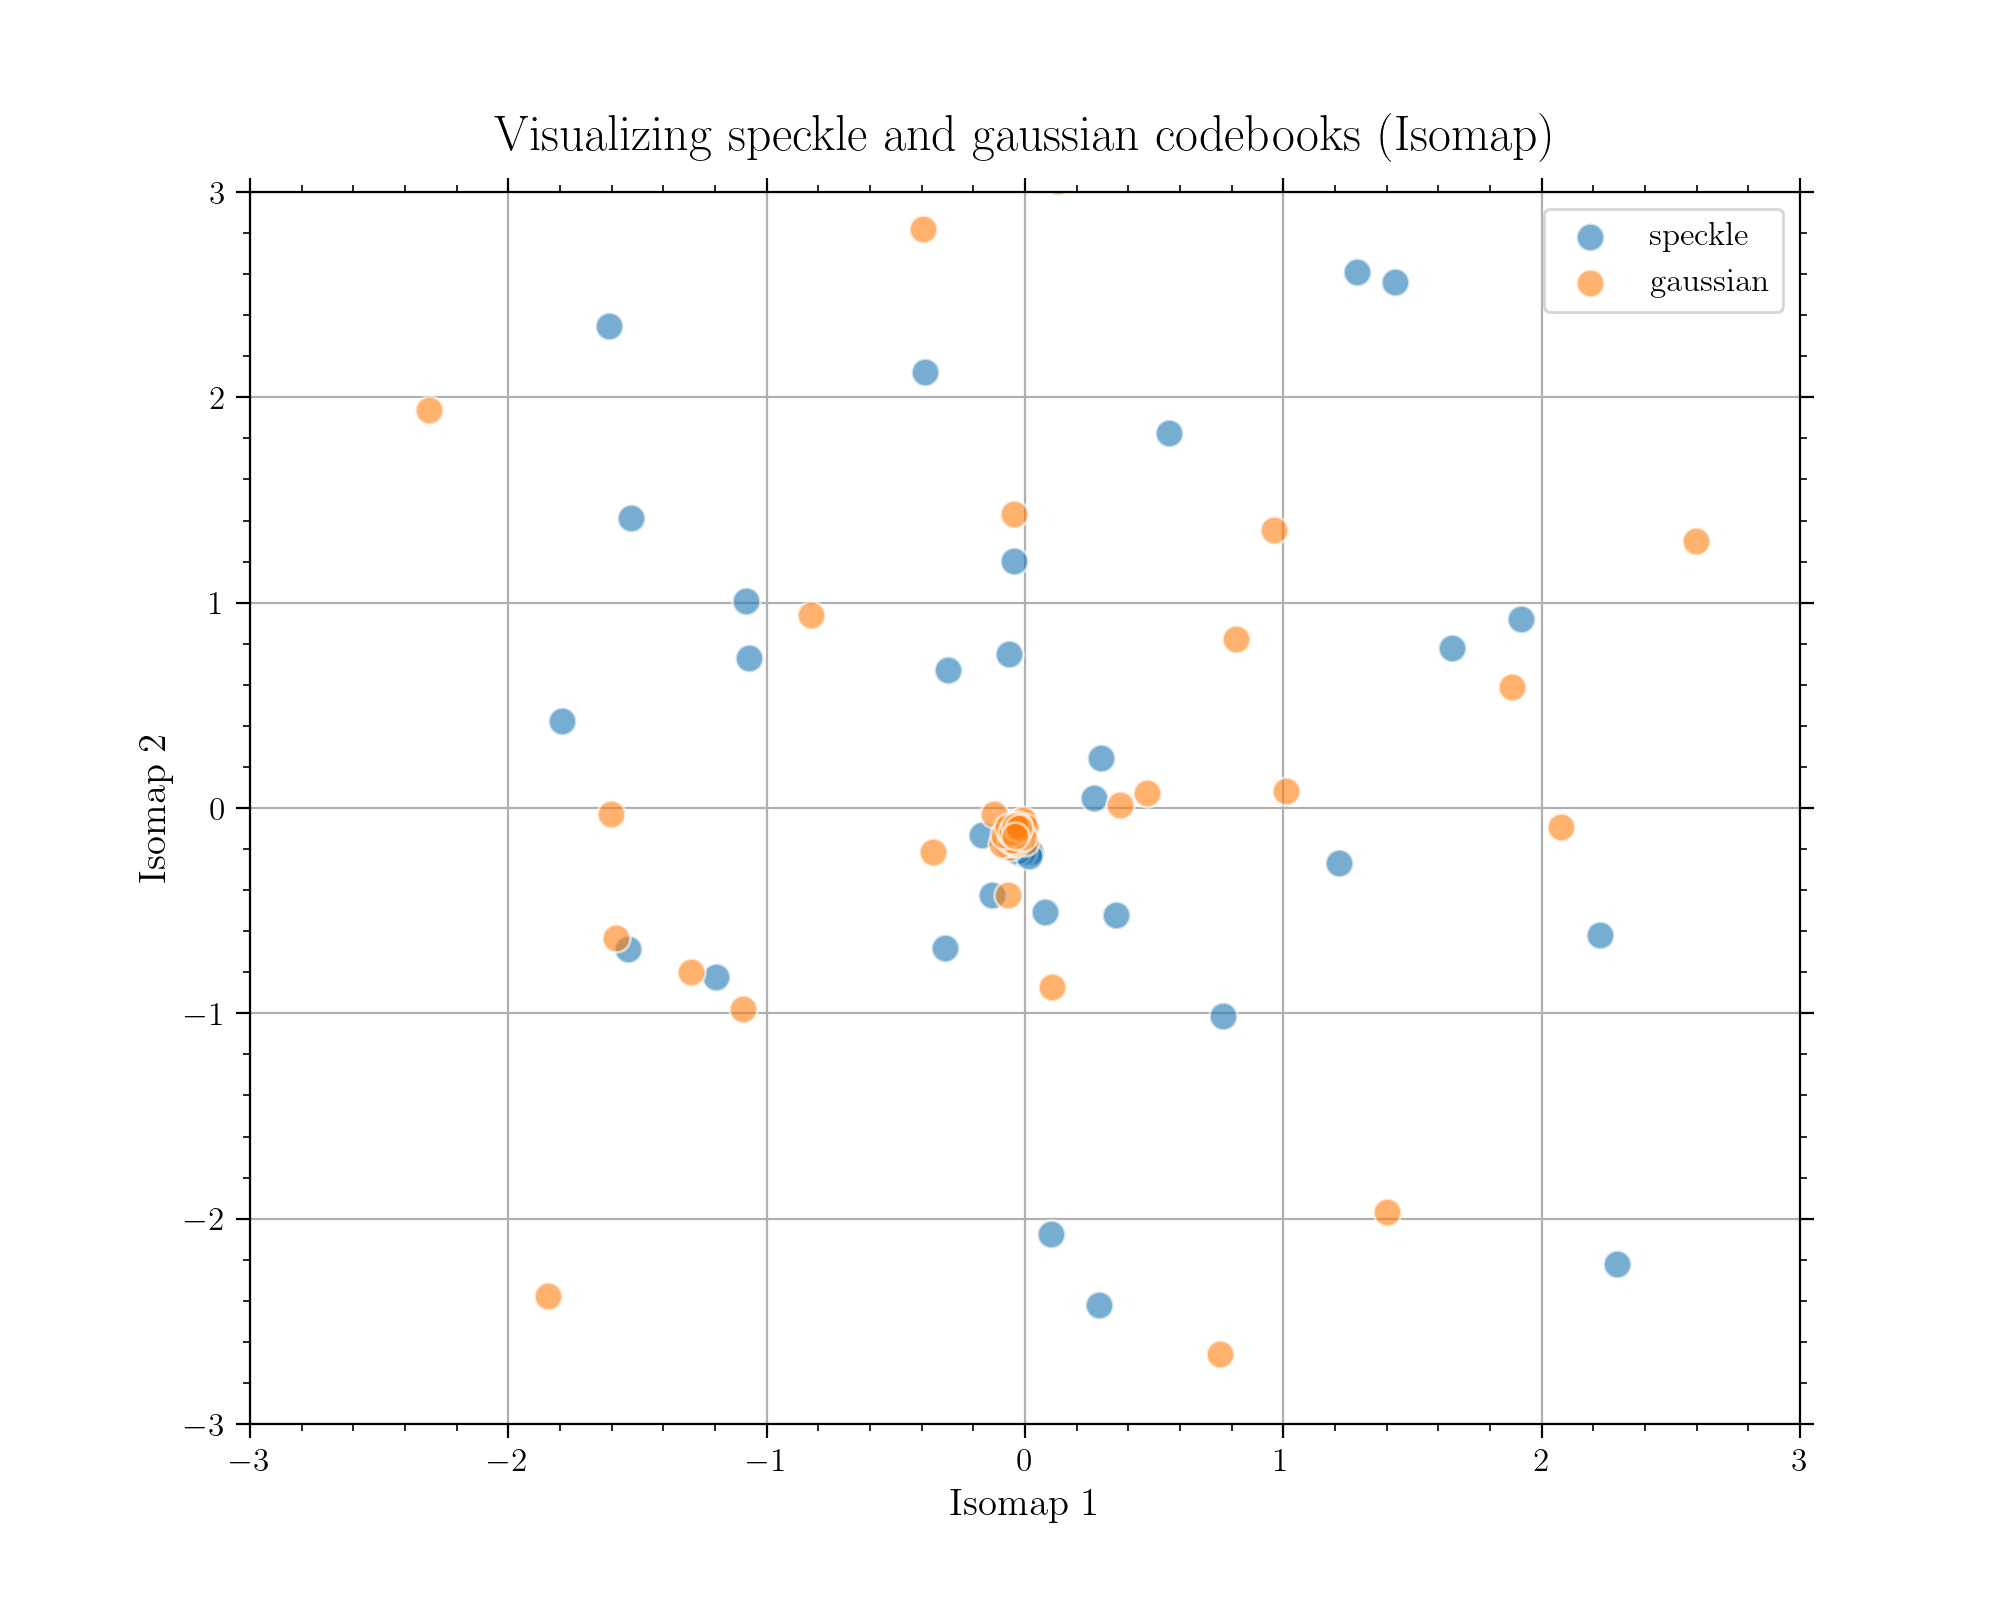 Visualizing speckle and gaussian codebooks (Isomap)
speckle
gaussian
3
2
1
0
−1
−2
−3
Isomap 2
−3
−2
−1
0
1
2
3
Isomap 1